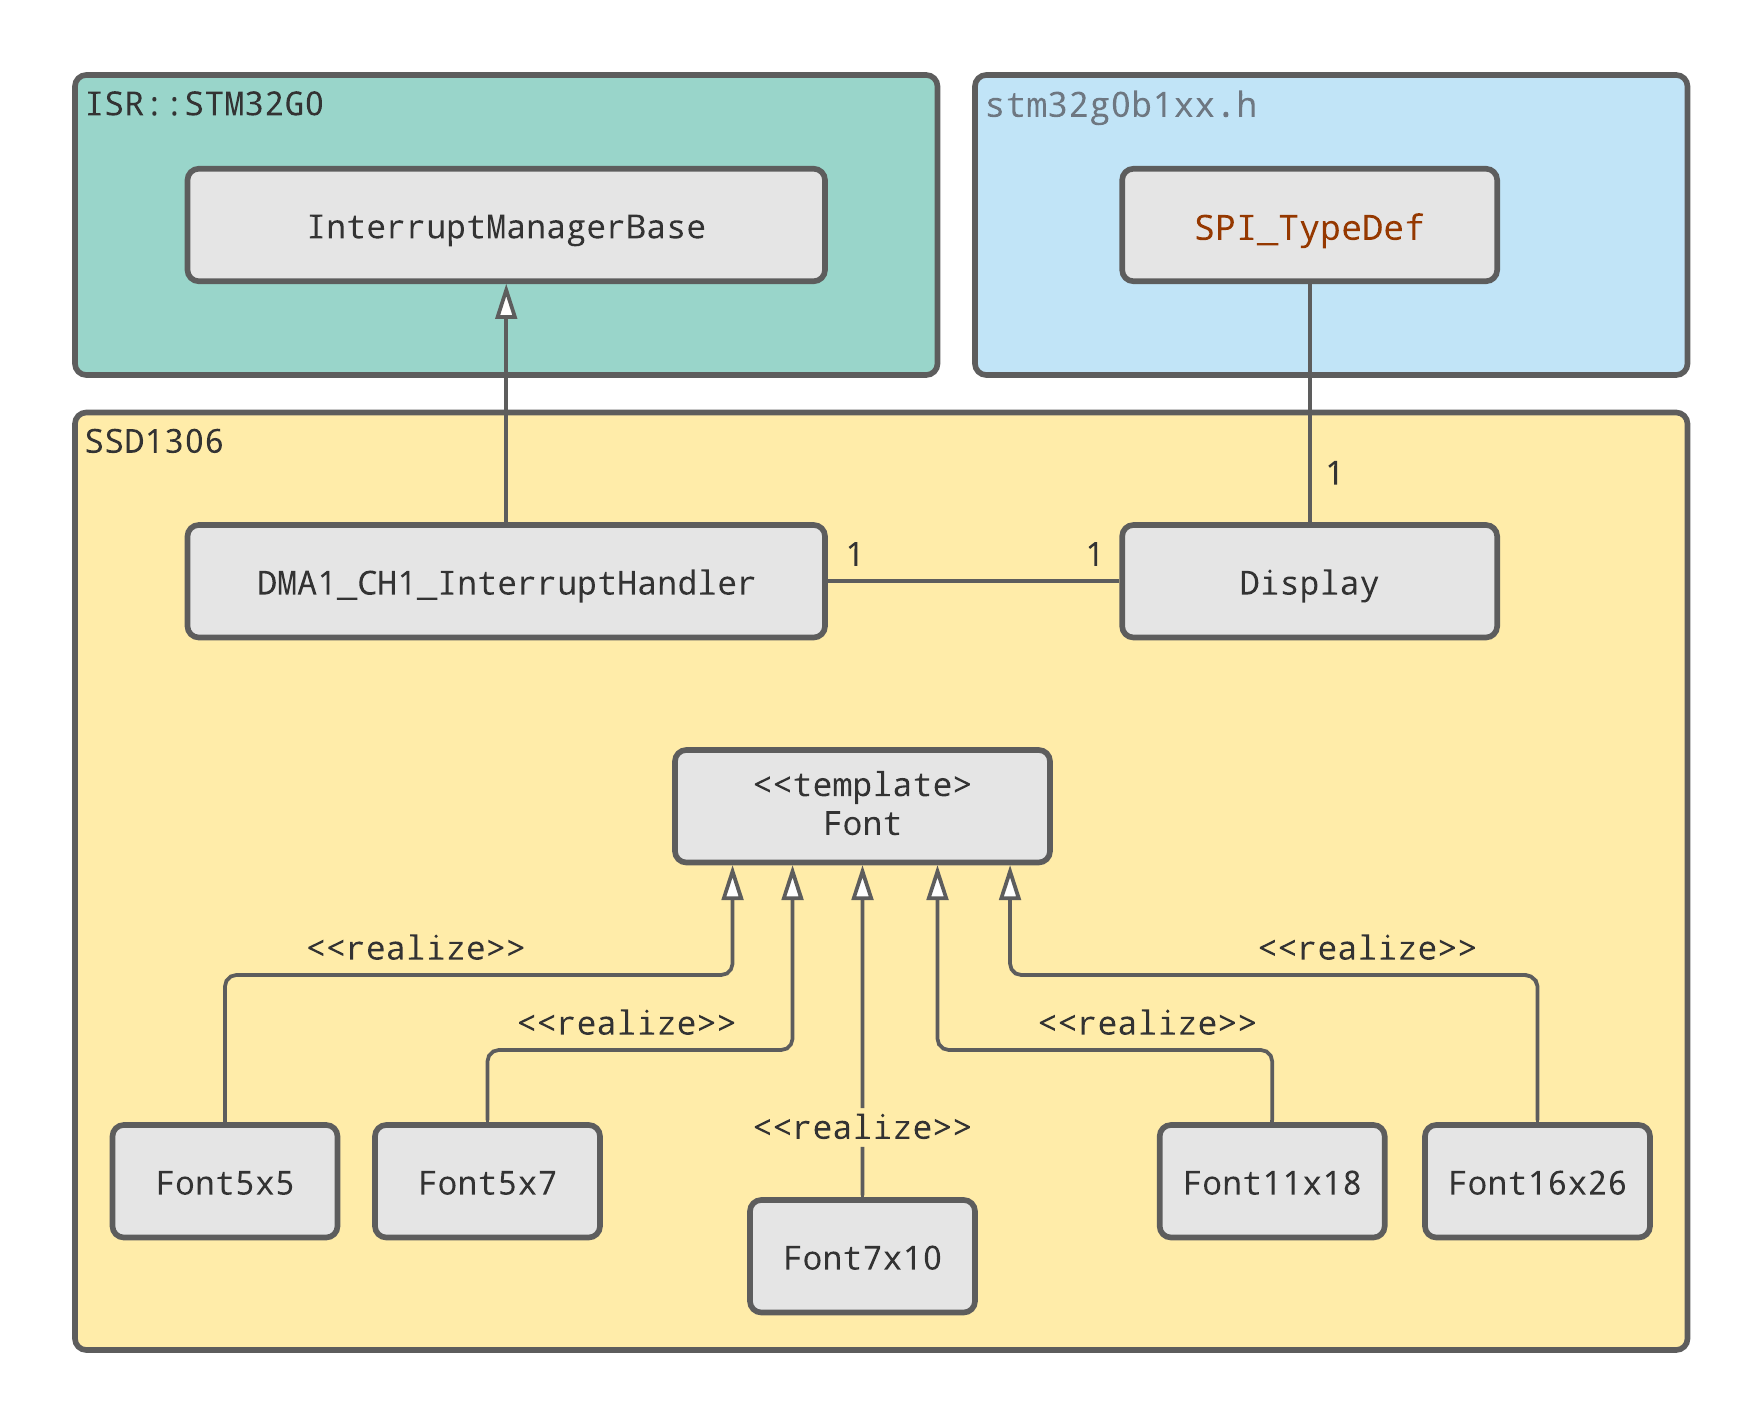 ISR::STM32G0
stm32g0b1xx.h
InterruptManagerBase
SPI_TypeDef
SSD1306
1
DMA1_CH1_InterruptHandler
1
1
Display
<<template>
Font
<<realize>>
<<realize>>
<<realize>>
<<realize>>
<<realize>>
Font5x5
Font5x7
Font7x10
Font11x18
Font16x26